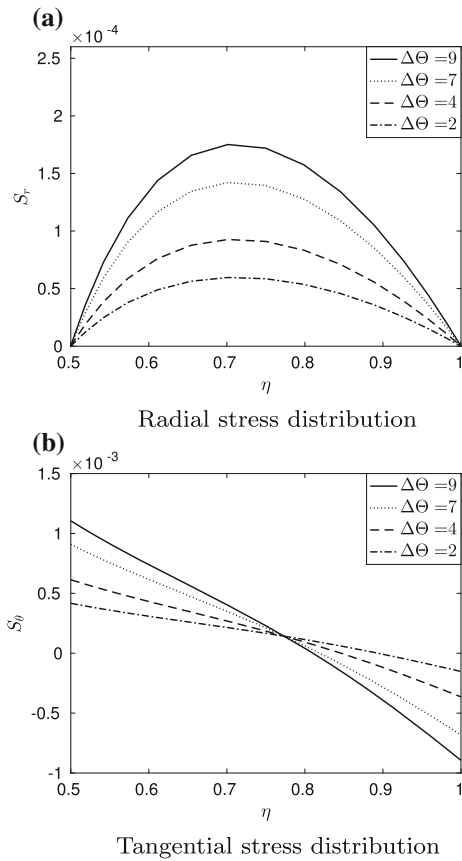 (a)
×10⁻⁴
2.5
2
1.5
1
0.5
0
Sᵣ
ΔΘ =9
ΔΘ =7
ΔΘ =4
ΔΘ =2
0.5 0.6 0.7 0.8 0.9 1
η
Radial stress distribution
(b)
×10⁻³
1.5
1
0.5
0
-0.5
-1
S_θ
ΔΘ =9
ΔΘ =7
ΔΘ =4
ΔΘ =2
0.5 0.6 0.7 0.8 0.9 1
η
Tangential stress distribution